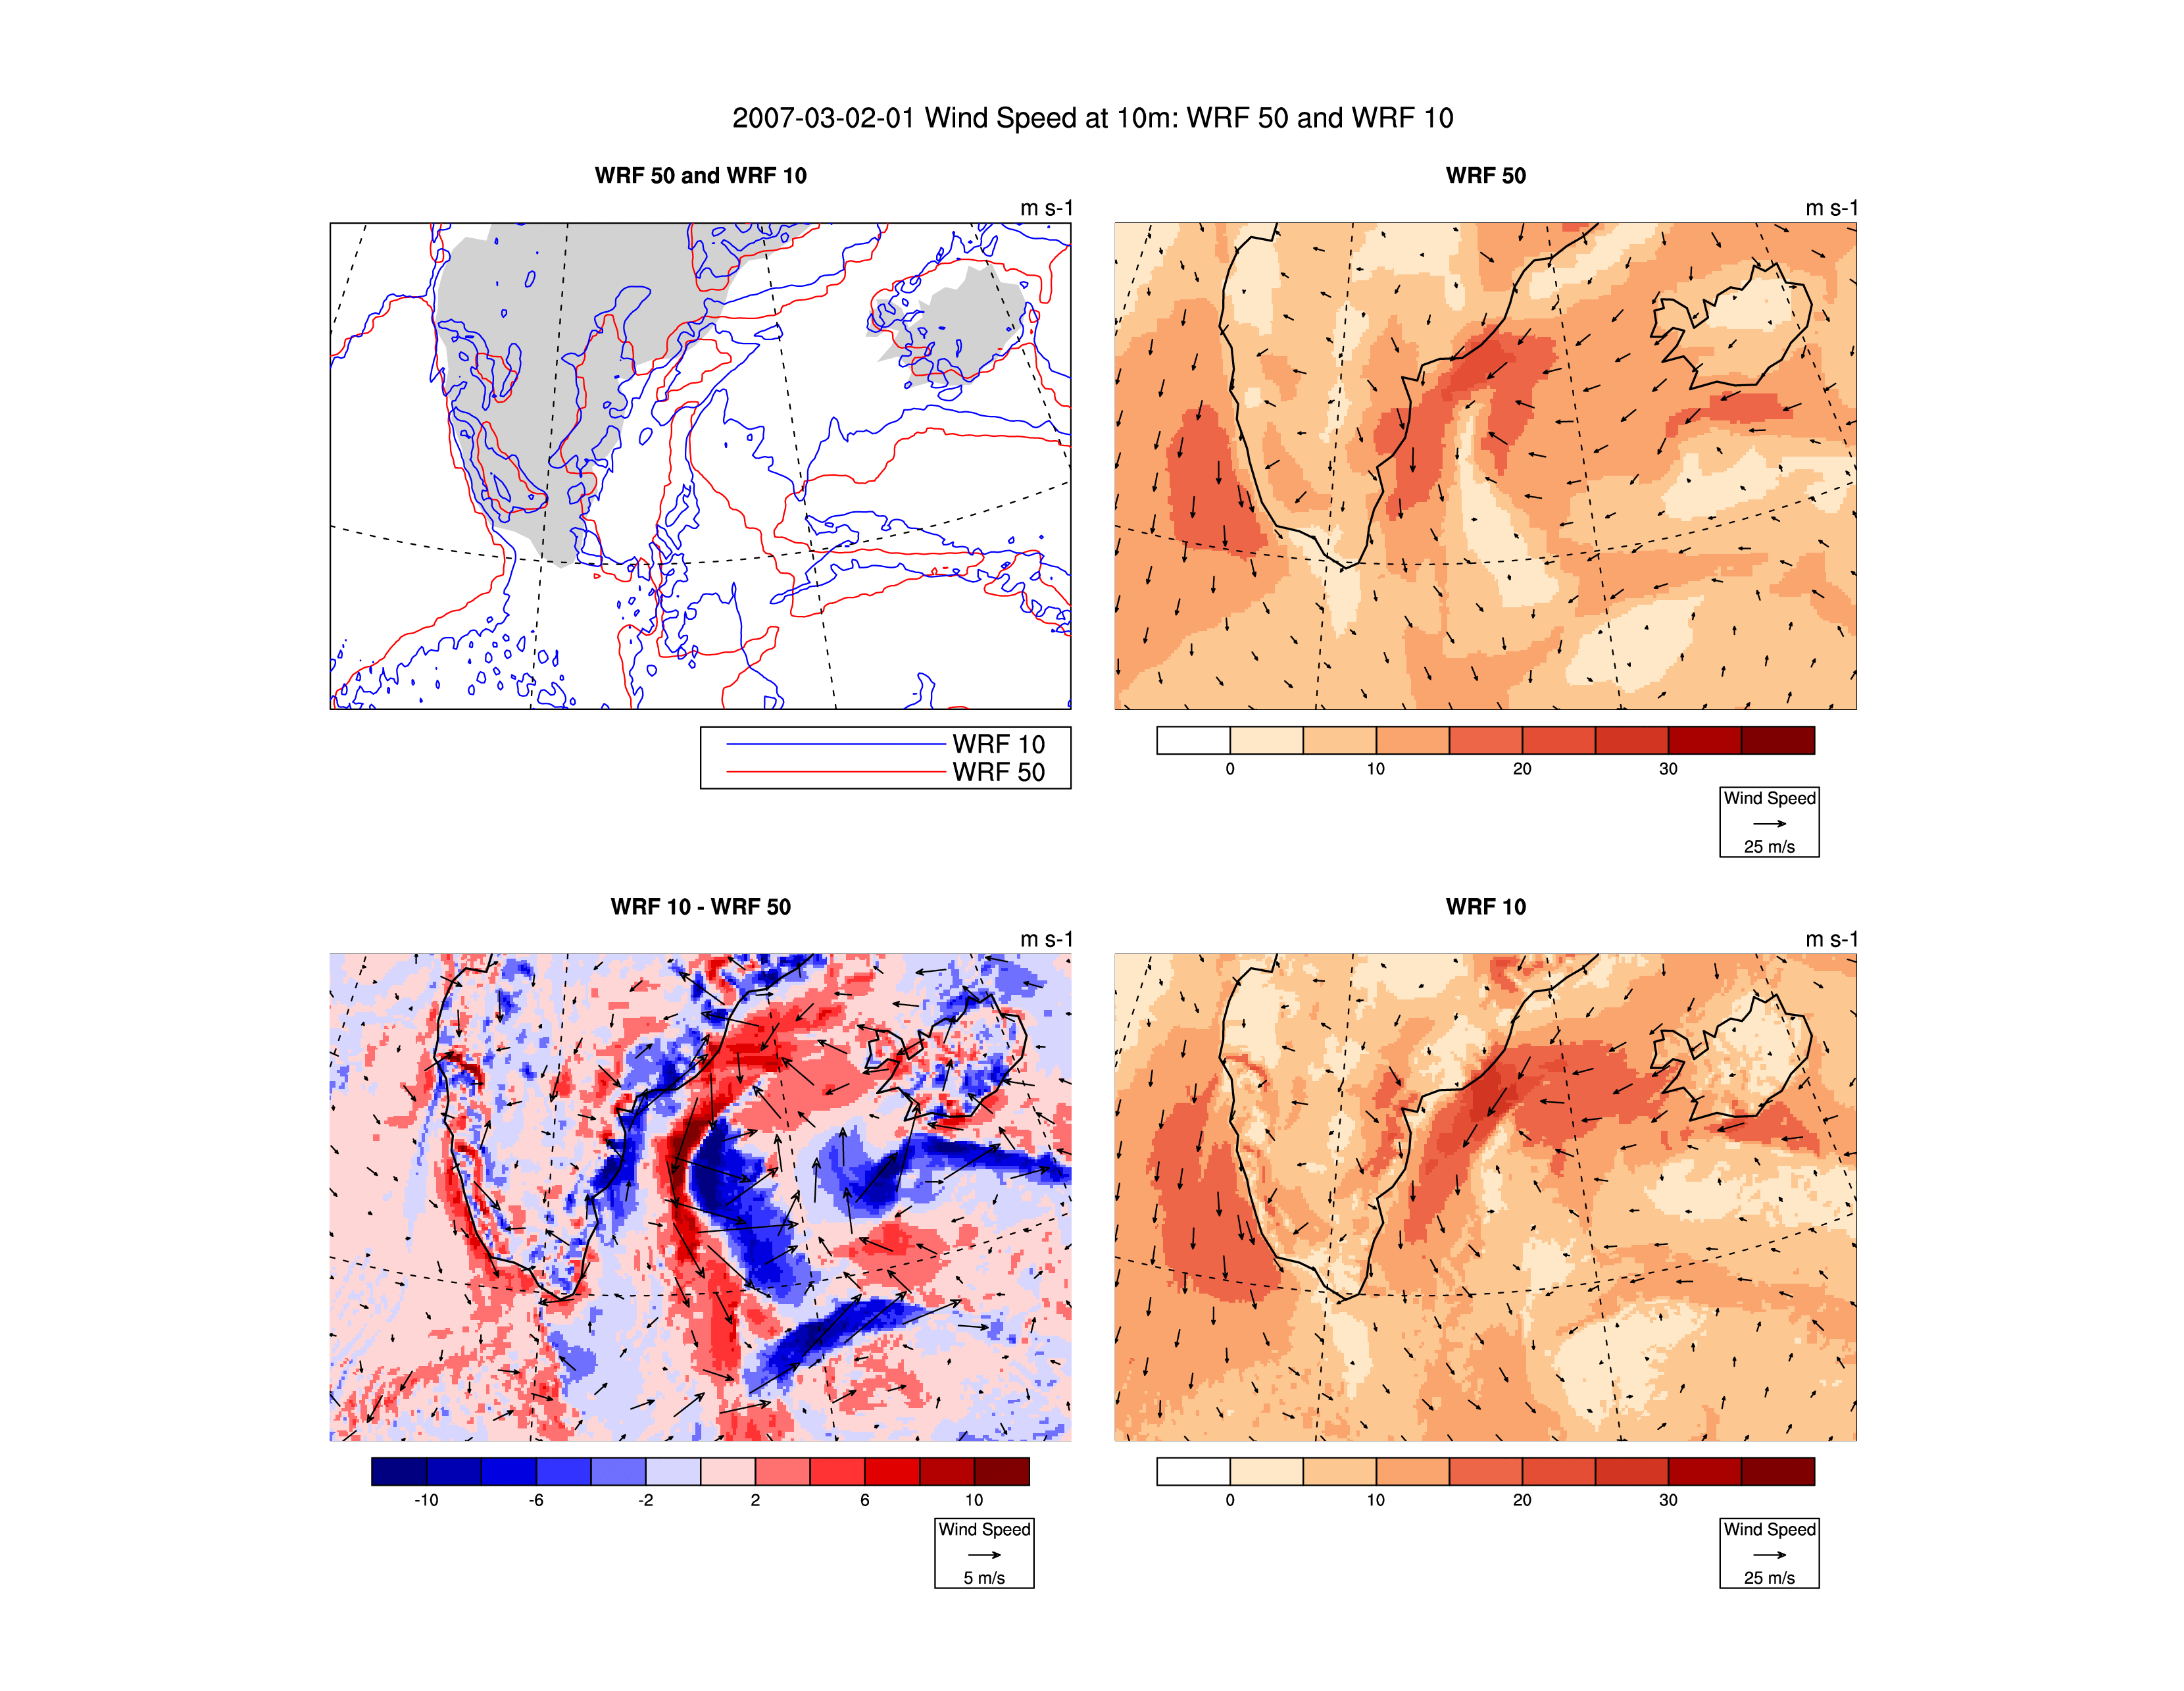 2007-03-02-01 Wind Speed at 10m: WRF 50 and WRF 10
WRF 50 and WRF 10
m s-1
WRF 10
WRF 50
WRF 50
m s-1
0 10 20 30
Wind Speed
25 m/s
WRF 10 - WRF 50
m s-1
-10 -6 -2 2 6 10
Wind Speed
5 m/s
WRF 10
m s-1
0 10 20 30
Wind Speed
25 m/s